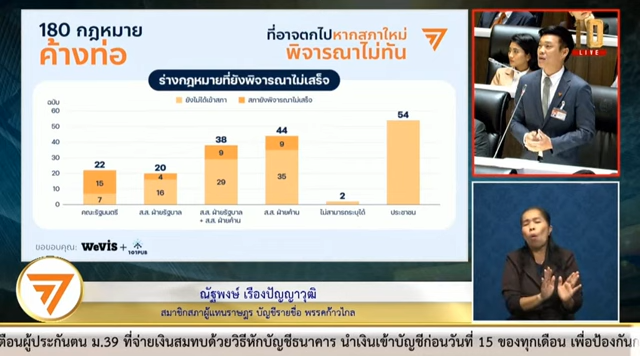 180 กฎหมาย
ค้างท่อ
ที่อาจตกไปหากสภาใหม่
พิจารณาไม่ทัน
ร่างกฎหมายที่ยังพิจารณาไม่เสร็จ
ฉบับ
ยังไม่ได้เข้าสภา
สภายังพิจารณาไม่เสร็จ
60
50
40
30
20
10
0
22
15
7
20
4
16
38
9
29
44
9
35
2
54
คณะรัฐมนตรี
ส.ส. ฝ่ายรัฐบาล
ส.ส. ฝ่ายรัฐบาล
+ ส.ส. ฝ่ายค้าน
ส.ส. ฝ่ายค้าน
ไม่สามารถระบุได้
ประชาชน
ขอขอบคุณ: WeVis + 101PUB
10
LIVE
ณัฐพงษ์ เรืองปัญญาวุฒิ
สมาชิกสภาผู้แทนราษฎร บัญชีรายชื่อ พรรคก้าวไกล
ดือนผู้ประกันตน ม.39 ที่จ่ายเงินสมทบด้วยวิธีหักบัญชีธนาคาร นำเงินเข้าบัญชีก่อนวันที่ 15 ของทุกเดือน เพื่อป้องกัน